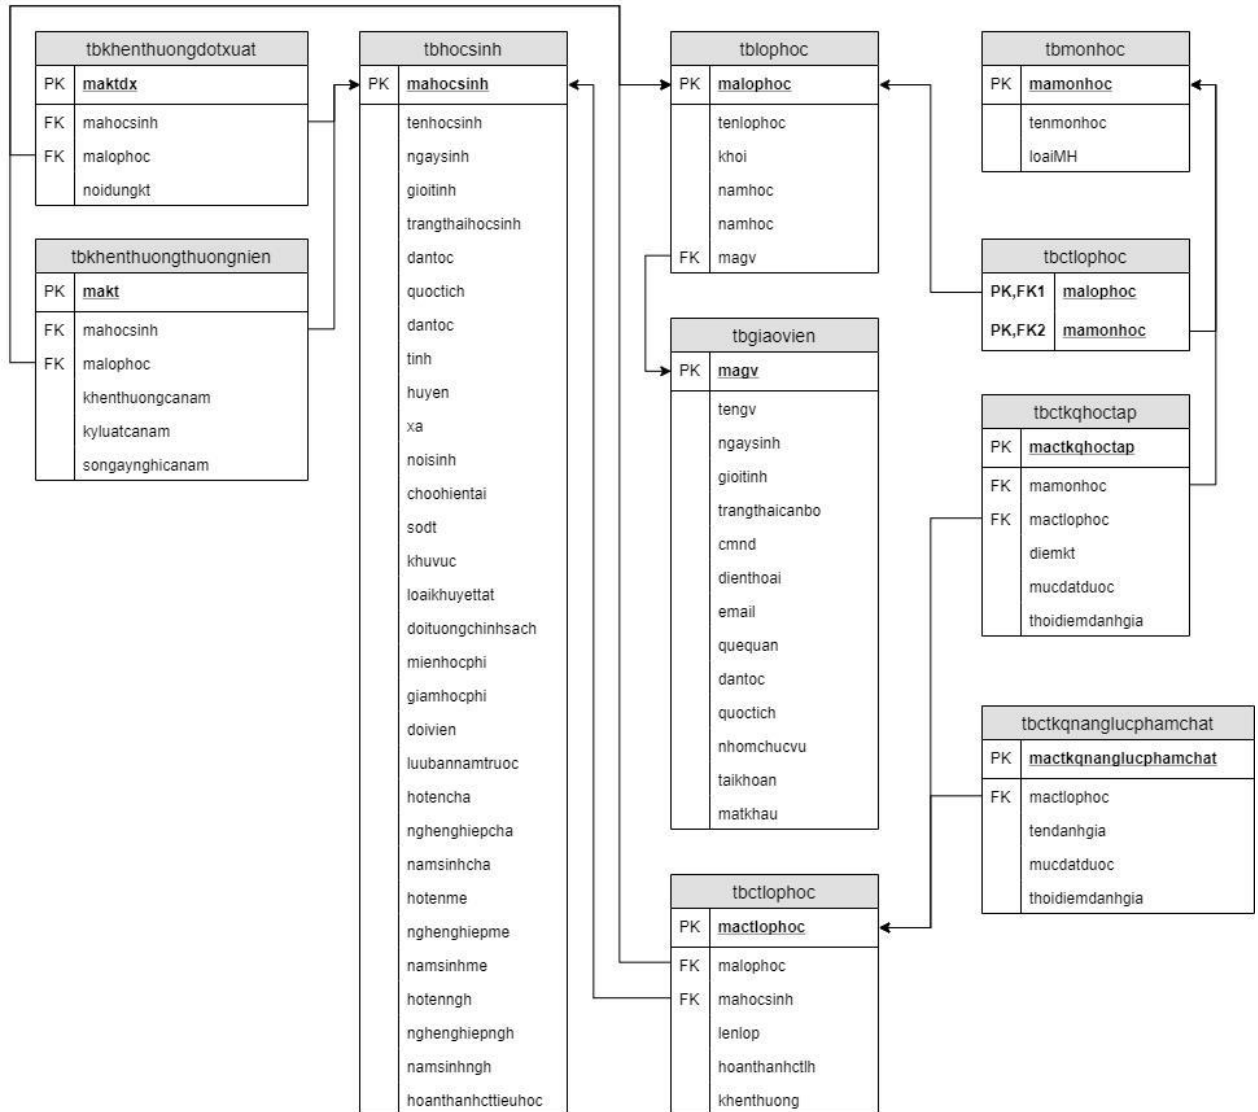 tbkhenthuongdotxuat
PK maktdx
FK mahocsinh
FK malophoc
noidungkt
tbkhenthuongthuongnien
PK makt
FK mahocsinh
FK malophoc
khenthuongcanam
kyluatcanam
songaynghicanam
tbhocsinh
PK mahocsinh
tenhocsinh
ngaysinh
gioitinh
trangthaihocsinh
dantoc
quoctich
dantoc
tinh
huyen
xa
noisinh
choohientai
sodt
khuvuc
loaikhuyettat
doituongchinhsach
mienhocphi
giamhocphi
doivien
luubannamtruoc
hotencha
nghenghiepcha
namsinhcha
hotenme
nghenghiepme
namsinhme
hotenngh
nghenghiepngh
namsinhngh
hoanthanhcttieuhoc
tblophoc
PK malophoc
tenlophoc
khoi
namhoc
namhoc
FK magv
tbgiaovien
PK magv
tengv
ngaysinh
gioitinh
trangthaicanbo
cmnd
dienthoai
email
quequan
dantoc
quoctich
nhomchucvu
taikhoan
matkhau
tbctlophoc
PK mactlophoc
FK malophoc
FK mahocsinh
lenlop
hoanthanhctlh
khenthuong
tbmonhoc
PK mamonhoc
tenmonhoc
loaiMH
tbctlophoc
PK,FK1 malophoc
PK,FK2 mamonhoc
tbctkqhoctap
PK mactkqhoctap
FK mamonhoc
FK mactlophoc
diemkt
mucdatduoc
thoidiemdanhgia
tbctkqnanglucphamchat
PK mactkqnanglucphamchat
FK mactlophoc
tendanhgia
mucdatduoc
thoidiemdanhgia